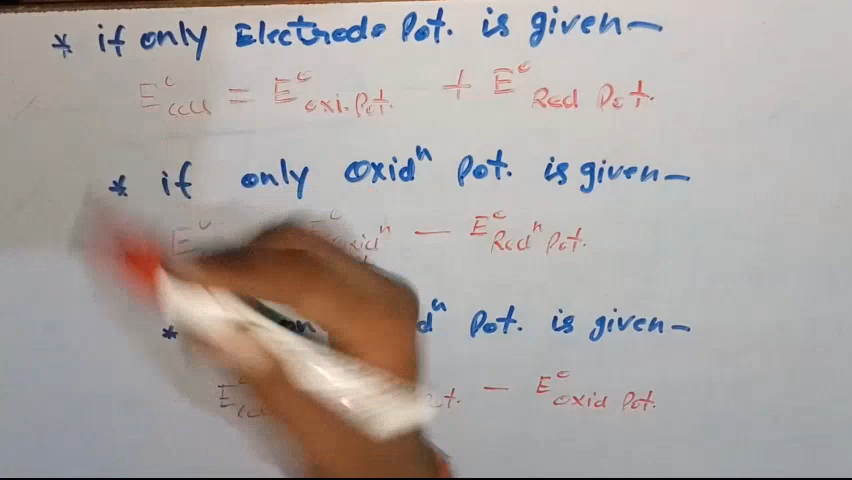 * if only Electrode Pot. is given-
E° cell = E° oxi. Pot. + E° Red Pot.
* if only Oxidⁿ Pot. is given-
E° E° oxidⁿ - E° Redⁿ Pot.
* Pot. is given-
E° - E° oxid Pot.